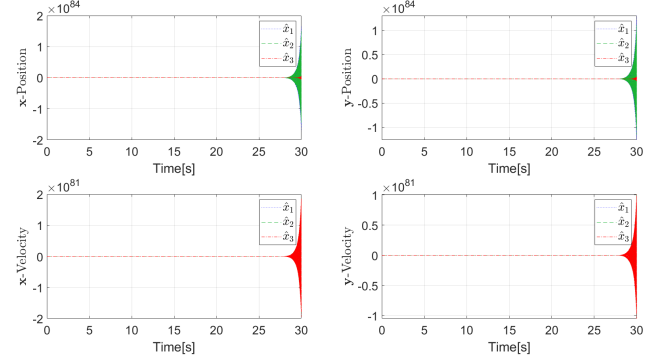 ×10^84
2
1
0
-1
-2
x-Position
0 5 10 15 20 25 30
Time[s]
x̂₁
x̂₂
x̂₃
×10^84
1
0.5
0
-0.5
-1
y-Position
0 5 10 15 20 25 30
Time[s]
x̂₁
x̂₂
x̂₃
×10^81
2
1
0
-1
-2
x-Velocity
0 5 10 15 20 25 30
Time[s]
x̂₁
x̂₂
x̂₃
×10^81
1
0.5
0
-0.5
-1
y-Velocity
0 5 10 15 20 25 30
Time[s]
x̂₁
x̂₂
x̂₃